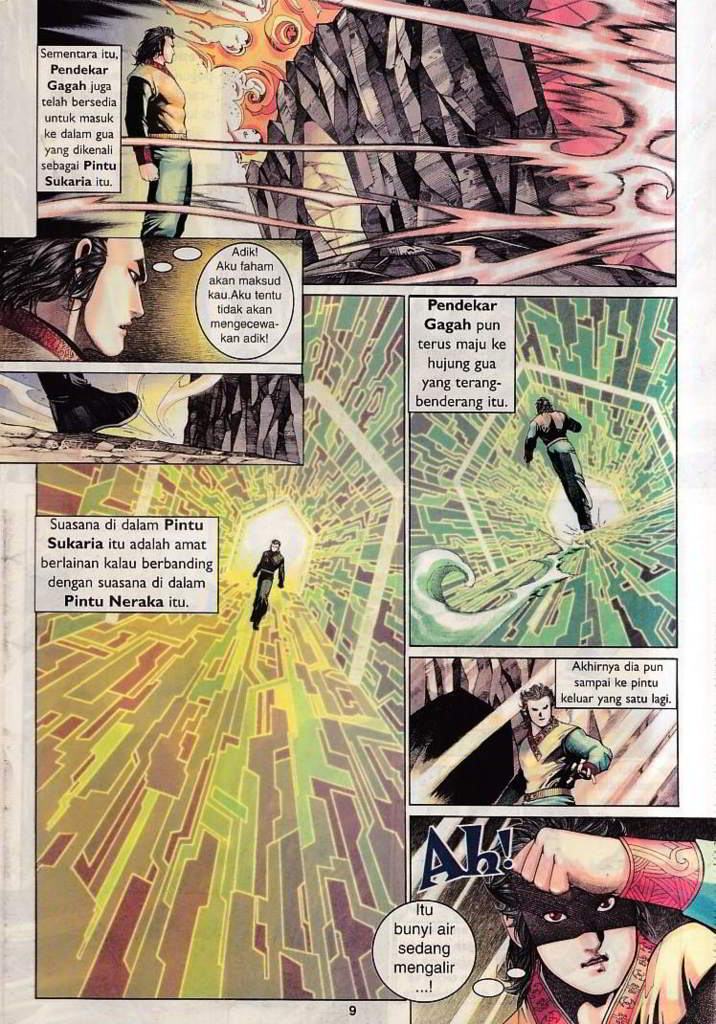 Sementara itu,
Pendekar
Gagah juga
telah bersedia
untuk masuk
ke dalam gua
yang dikenali
sebagai Pintu
Sukaria itu.
Adik!
Aku faham
akan maksud
kau.Aku tentu
tidak akan
mengecewa-
kan adik!
Pendekar
Gagah pun
terus maju ke
hujung gua
yang terang-
benderang itu.
Suasana di dalam Pintu
Sukaria itu adalah amat
berlainan kalau berbanding
dengan suasana di dalam
Pintu Neraka itu.
Akhirnya dia pun
sampai ke pintu
keluar yang satu lagi.
Ah!
Itu
bunyi air
sedang
mengalir
...!
9